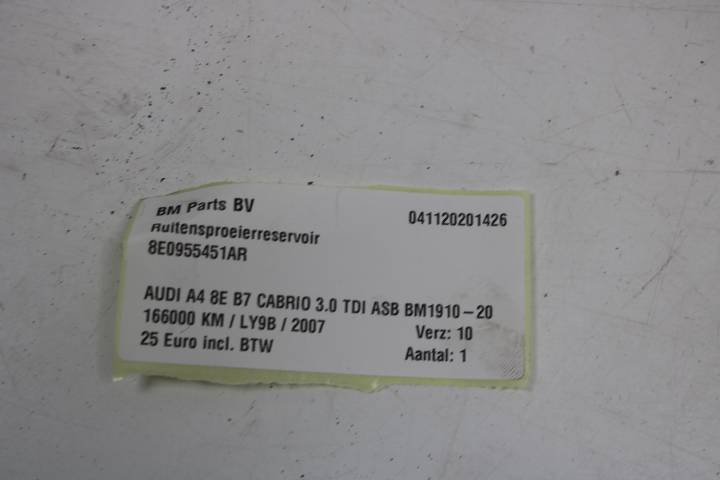 BM Parts BV 041120201426
Ruitensproeierreservoir
8E0955451AR
AUDI A4 8E B7 CABRIO 3.0 TDI ASB BM1910-20
166000 KM / LY9B / 2007 Verz: 10
25 Euro incl. BTW Aantal: 1